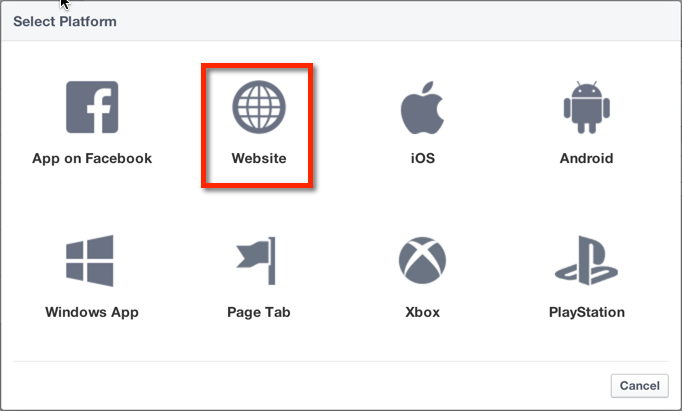 Select Platform
App on Facebook
Website
iOS
Android
Windows App
Page Tab
Xbox
PlayStation
Cancel